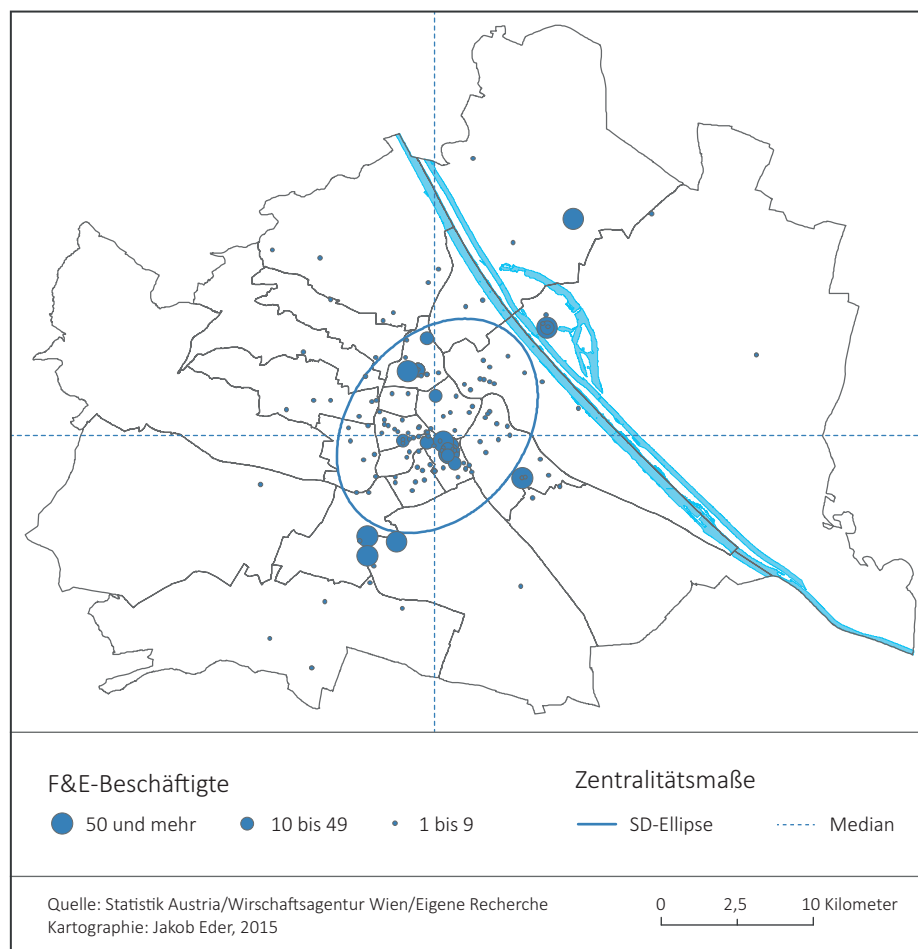 F&E-Beschäftigte
50 und mehr
10 bis 49
1 bis 9
Zentralitätsmaße
SD-Ellipse
Median
Quelle: Statistik Austria/Wirschaftsagentur Wien/Eigene Recherche
Kartographie: Jakob Eder, 2015
0 2,5 10 Kilometer